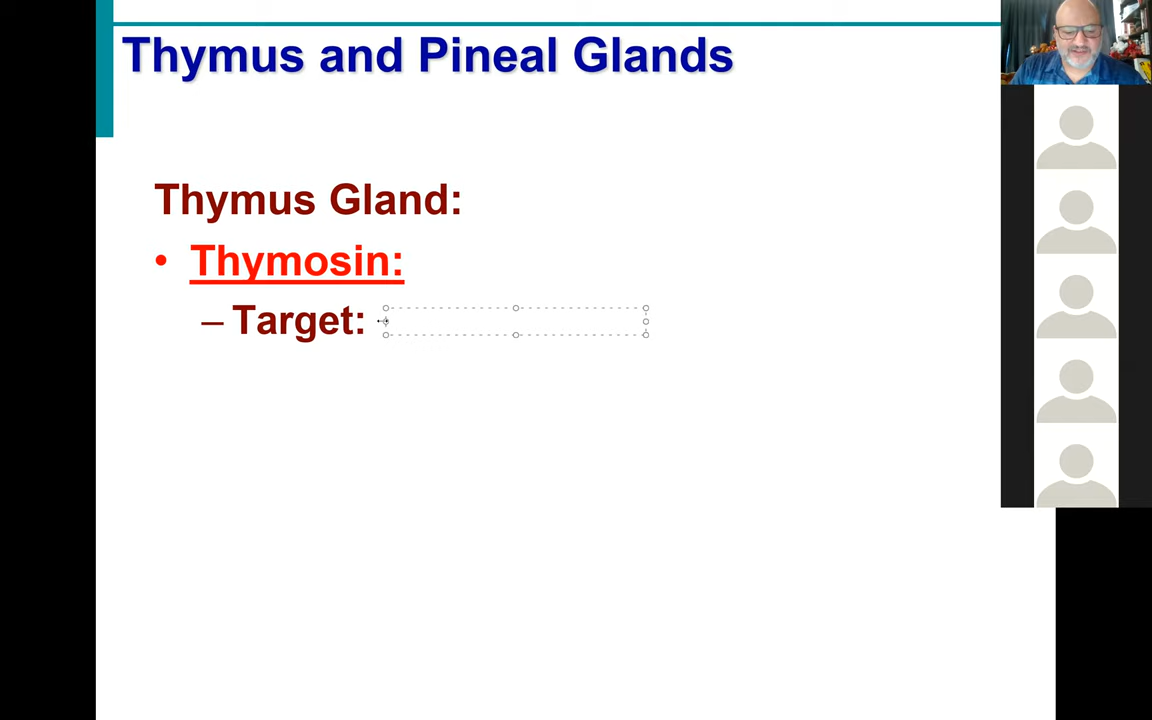 Thymus and Pineal Glands
Thymus Gland:
• Thymosin:
– Target: